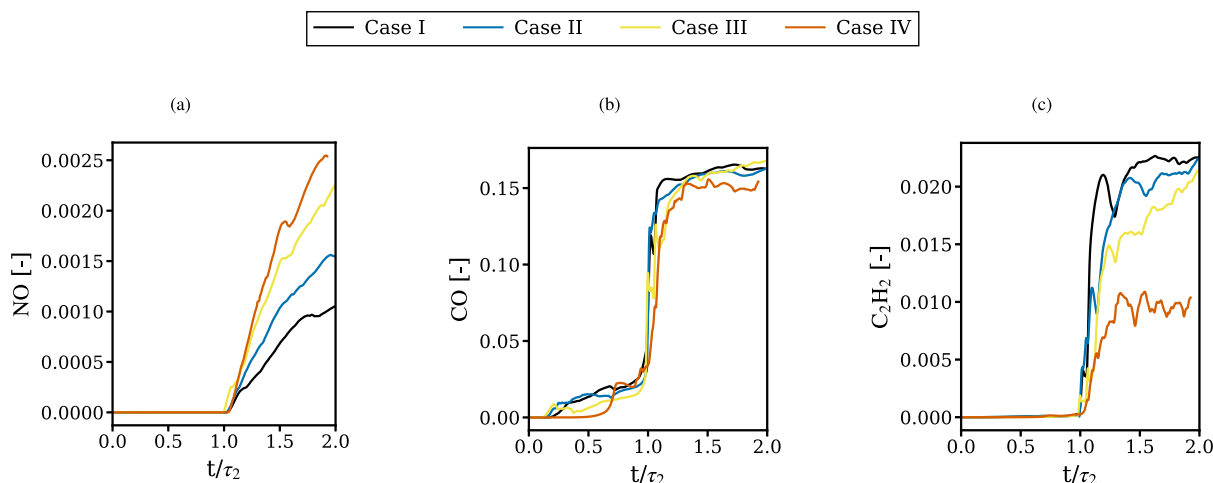 Case I Case II Case III Case IV
(a) (b) (c)
NO [-]
0.0025
0.0020
0.0015
0.0010
0.0005
0.0000
0.0 0.5 1.0 1.5 2.0
t/τ₂
CO [-]
0.15
0.10
0.05
0.00
0.0 0.5 1.0 1.5 2.0
t/τ₂
C₂H₂ [-]
0.020
0.015
0.010
0.005
0.000
0.0 0.5 1.0 1.5 2.0
t/τ₂